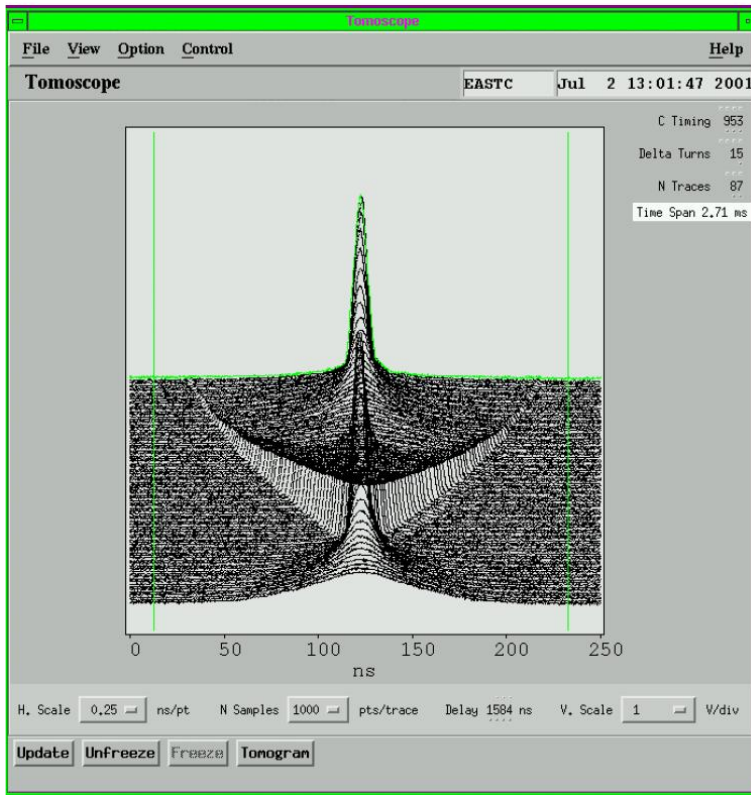 Tomoscope
File View Option Control Help
Tomoscope EASTC Jul 2 13:01:47 2001
C Timing 953
Delta Turns 15
N Traces 87
Time Span 2.71 ms
0 50 100 150 200 250
ns
H. Scale 0.25 ns/pt N Samples 1000 pts/trace Delay 1584 ns V. Scale 1 V/div
Update Unfreeze Freeze Tomogram